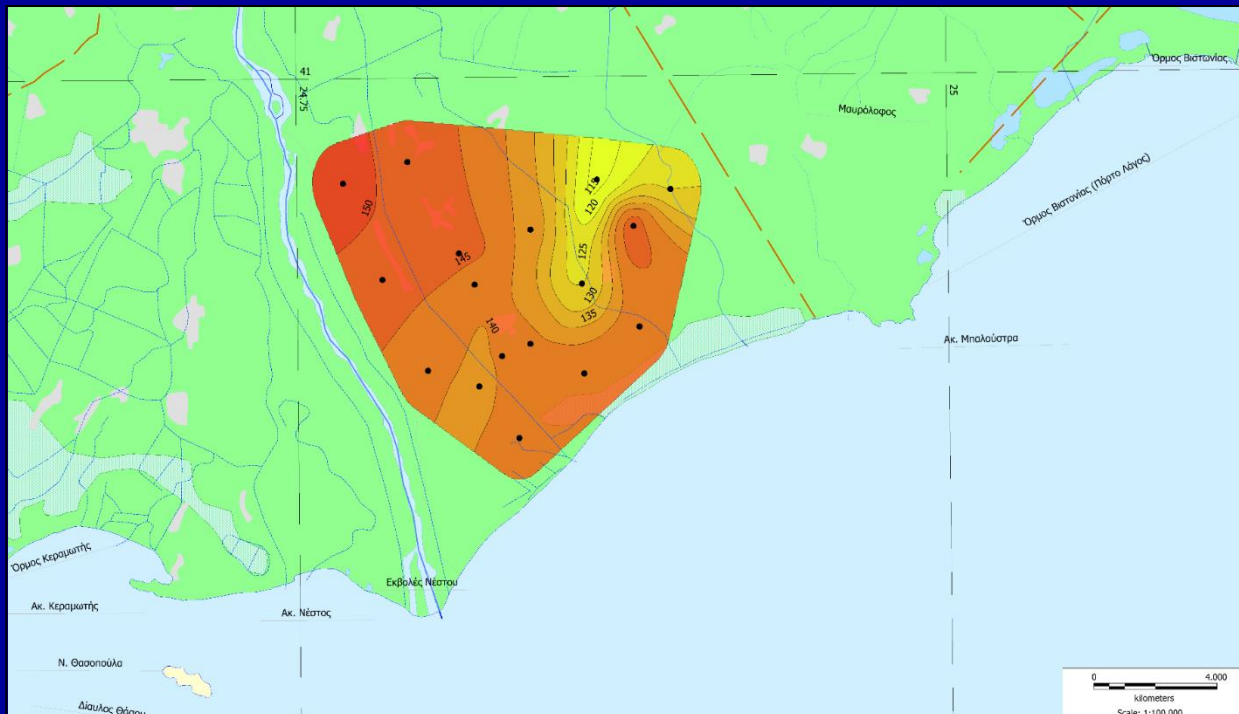 Όρμος Βιστωνίας
41
24.75
25
Μαυρόλοφος
Όρμος Βιστονίας (Πόρτο Λάγος)
115
120
150
125
145
130
135
140
Ακ. Μπαλούστρα
Όρμος Κεραμωτής
Εκβολές Νέστου
Ακ. Κεραμωτής
Ακ. Νέστος
Ν. Θασοπούλα
Δίαυλος Θάσου
0 4.000
kilometers
Scale: 1:100.000